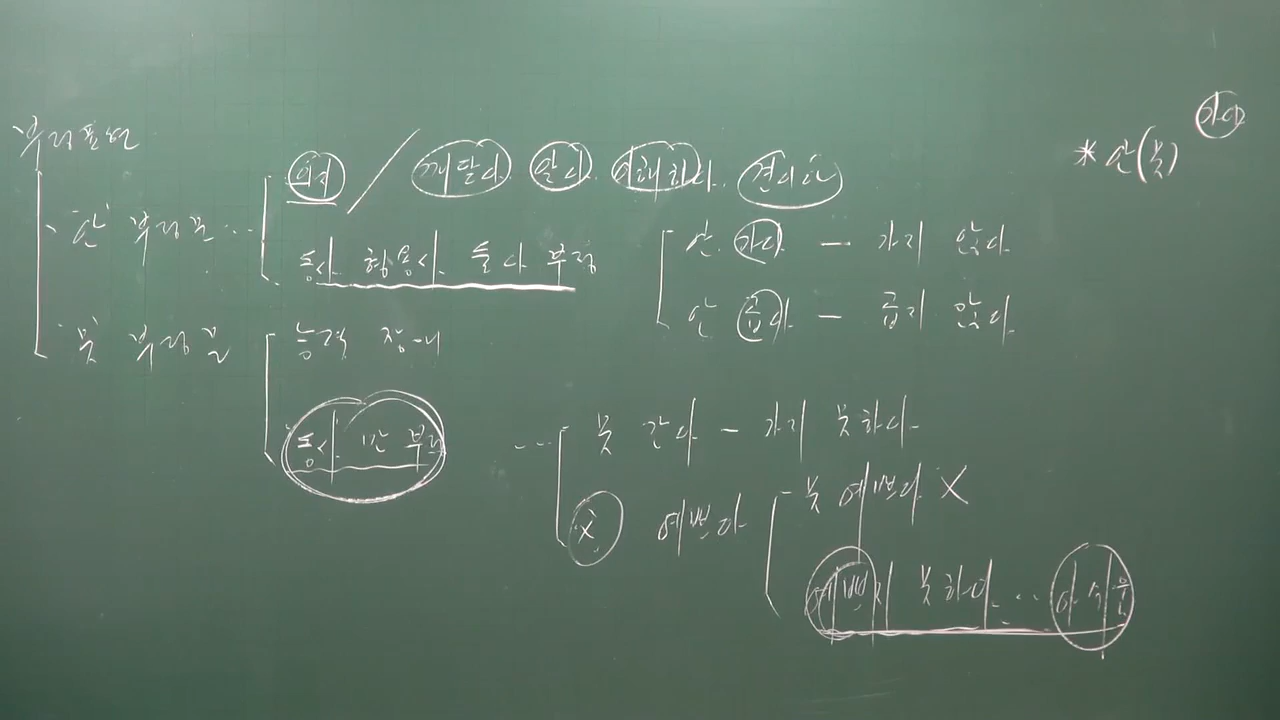 부정표현
* 안(못) 하다
의지 / 깨닫다 알다 이해하다 견디다
'안' 부정문 ...
동사 형용사 둘 다 부정
안 가다 - 가지 않다
안 곱다 - 곱지 않다
'못' 부정문
능력
동사만 부정
... 못 간다 - 가지 못하다
X 예쁘다
못 예쁘다 X
예쁘지 못하여 ... 아쉬움